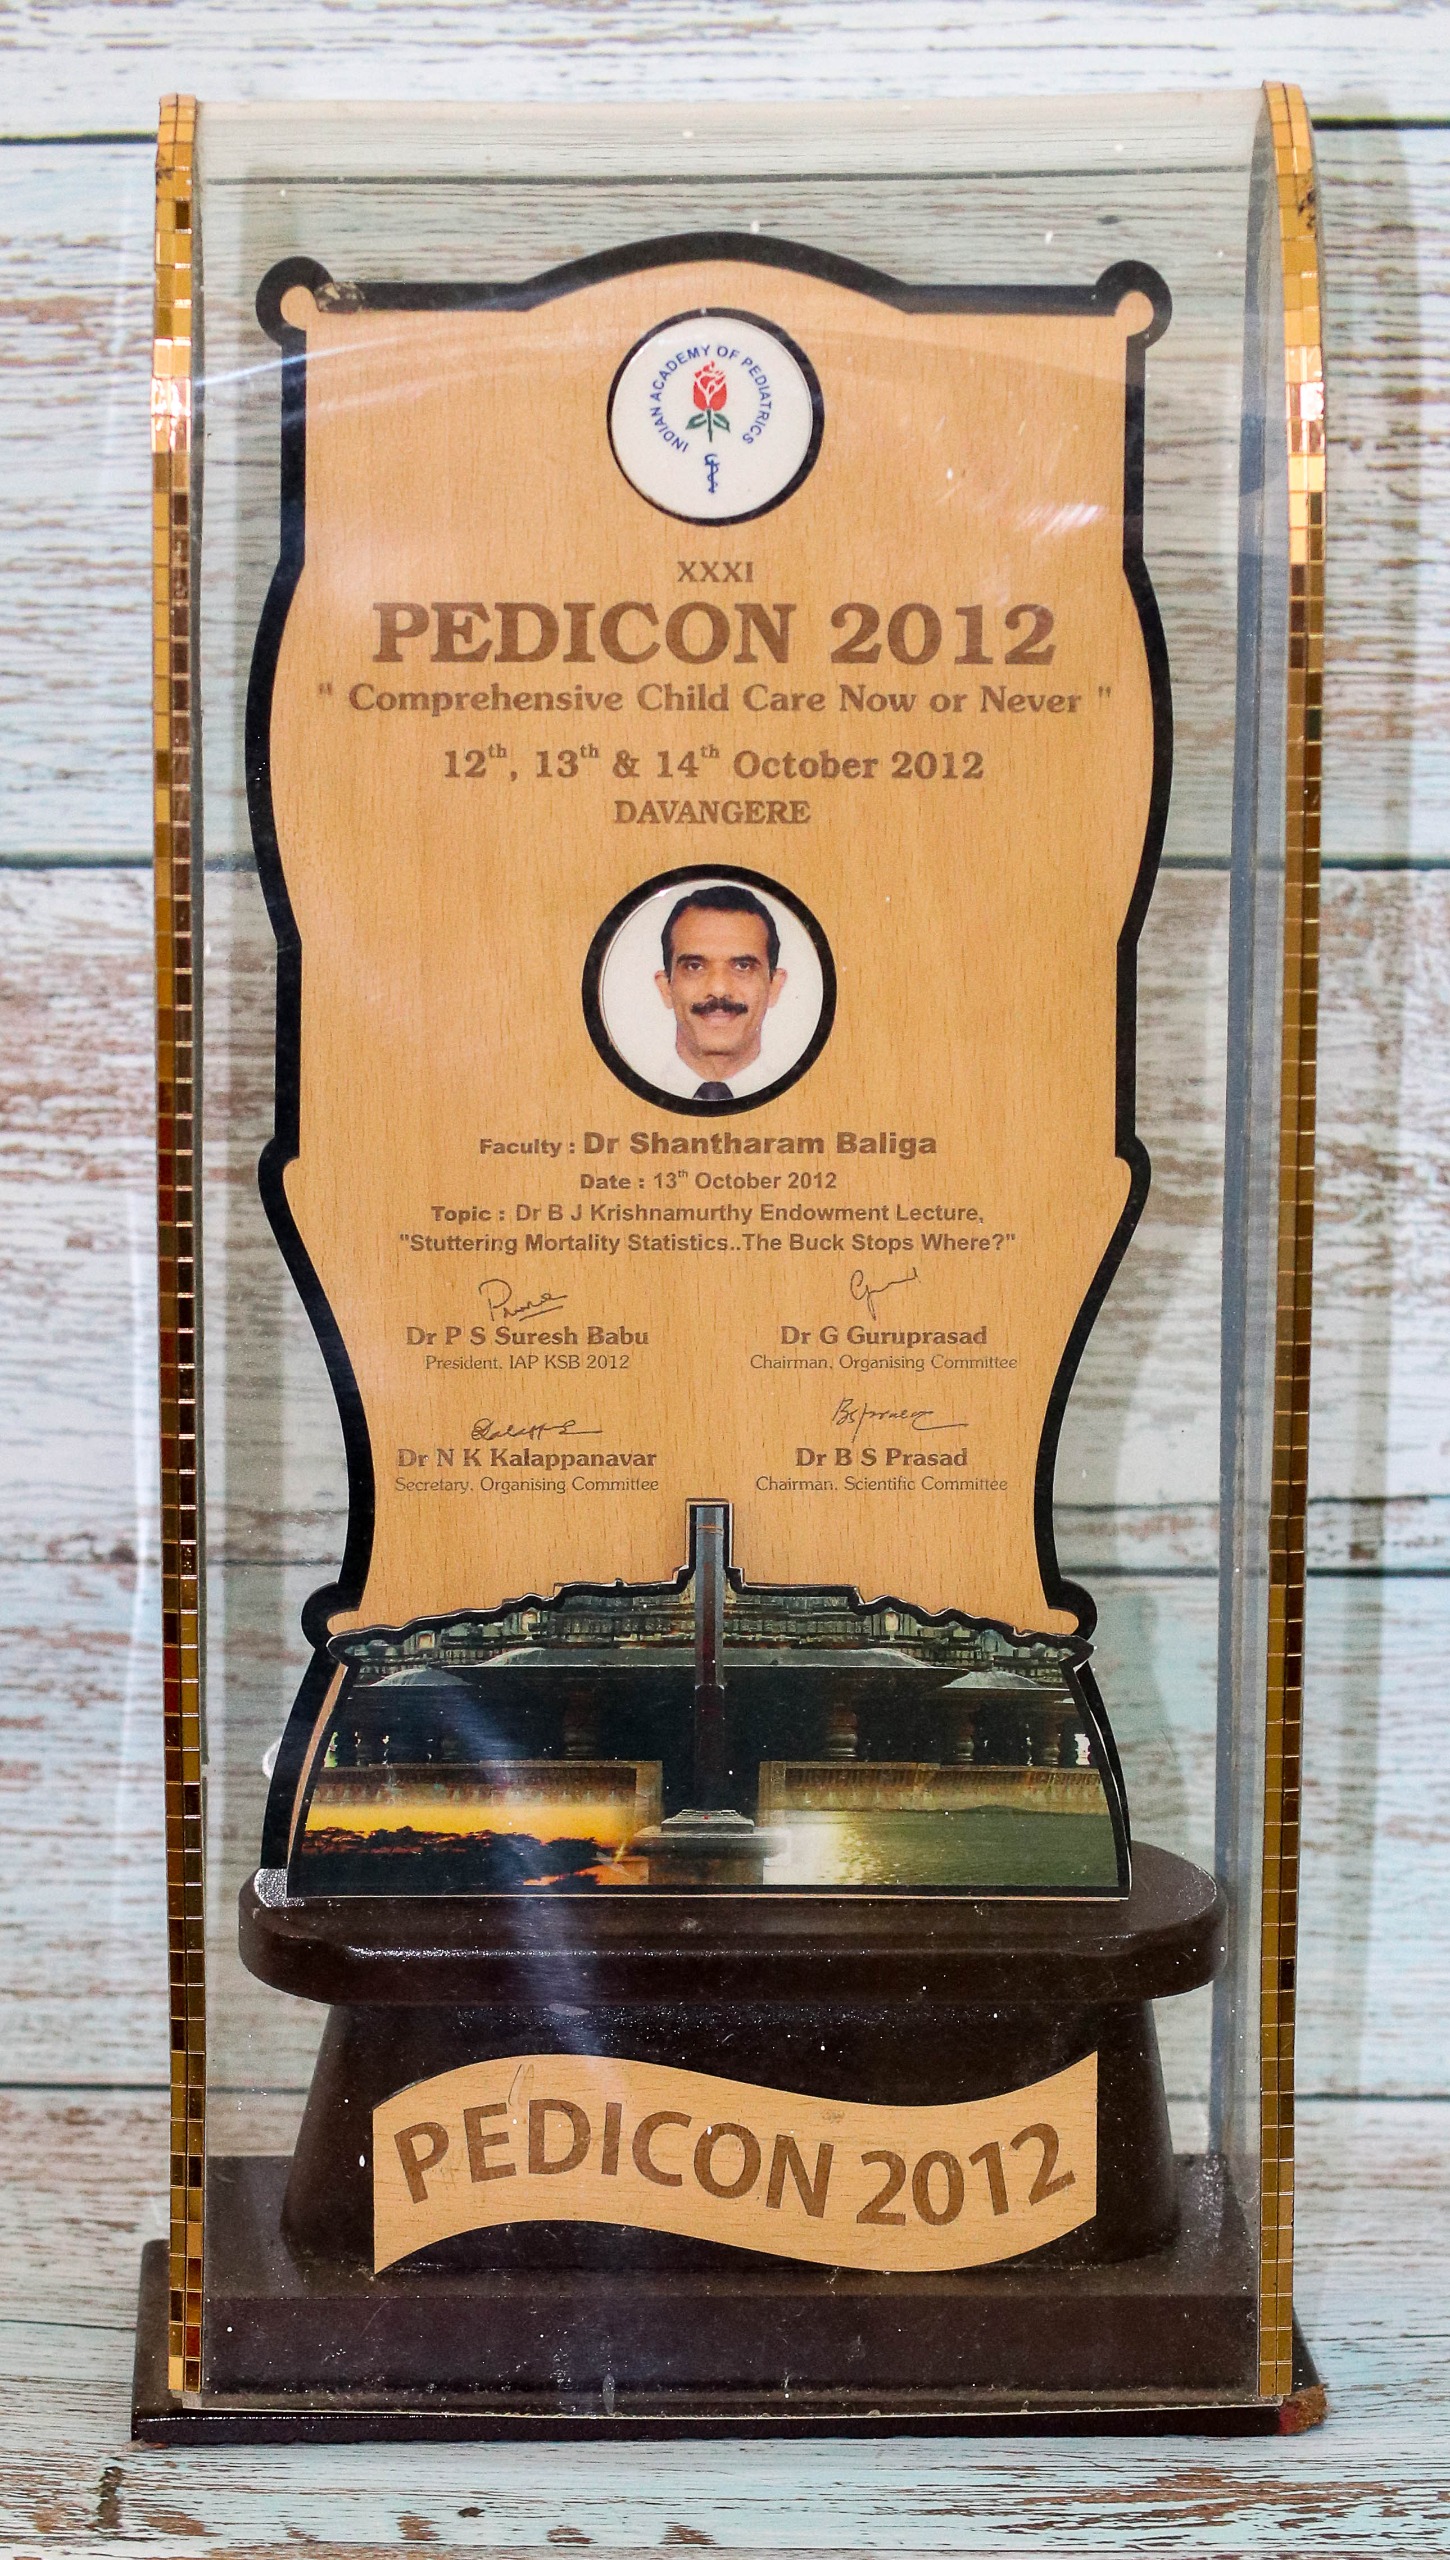 INDIAN ACADEMY OF PEDIATRICS
XXXI
PEDICON 2012
" Comprehensive Child Care Now or Never "
12th, 13th & 14th October 2012
DAVANGERE
Faculty : Dr Shantharam Baliga
Date : 13th October 2012
Topic : Dr B J Krishnamurthy Endowment Lecture,
"Stuttering Mortality Statistics..The Buck Stops Where?"
Dr P S Suresh Babu
President, IAP KSB 2012
Dr G Guruprasad
Chairman, Organising Committee
Dr N K Kalappanavar
Secretary, Organising Committee
Dr B S Prasad
Chairman, Scientific Committee
PEDICON 2012